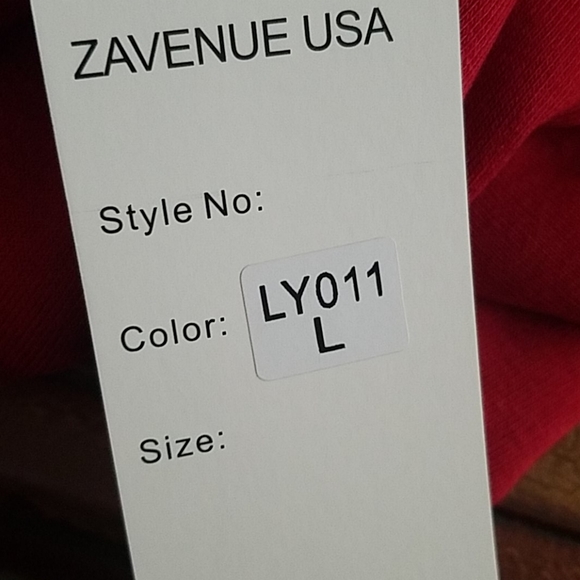 ZAVENUE USA
Style No:
Color:
LY011
L
Size: